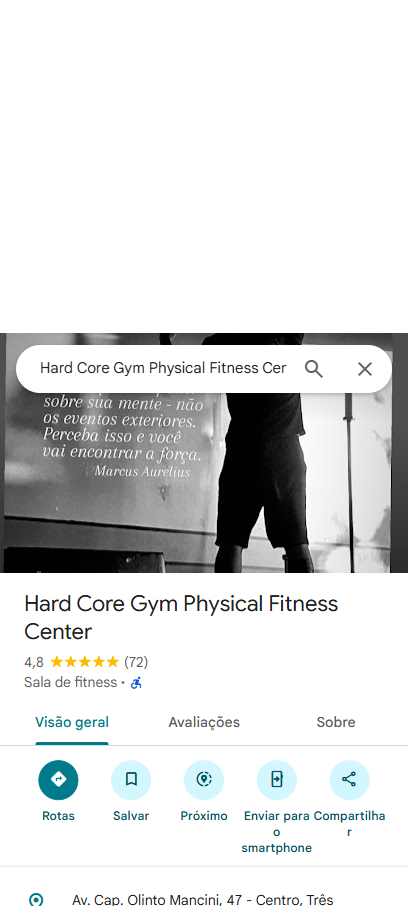 Hard Core Gym Physical Fitness Cer
sobre sua mente - não
os eventos exteriores.
Perceba isso e você
vai encontrar a força.
Marcus Aurelius
Hard Core Gym Physical Fitness
Center
4,8 (72)
Sala de fitness ·
Visão geral
Avaliações
Sobre
Rotas
Salvar
Próximo
Enviar para
o
smartphone
Compartilha
r
Av. Cap. Olinto Mancini, 47 - Centro, Três